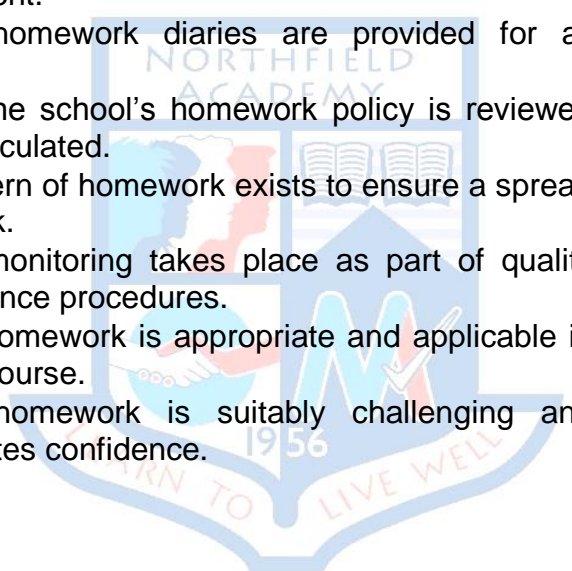 ent.
homework diaries are provided for a
NORTHFIELD
ACADEMY
he school's homework policy is reviewe
culated.
ern of homework exists to ensure a sprea
k.
monitoring takes place as part of qualit
nce procedures.
omework is appropriate and applicable i
ourse.
homework is suitably challenging an
tes confidence.
1956
LEARN TO LIVE WELL